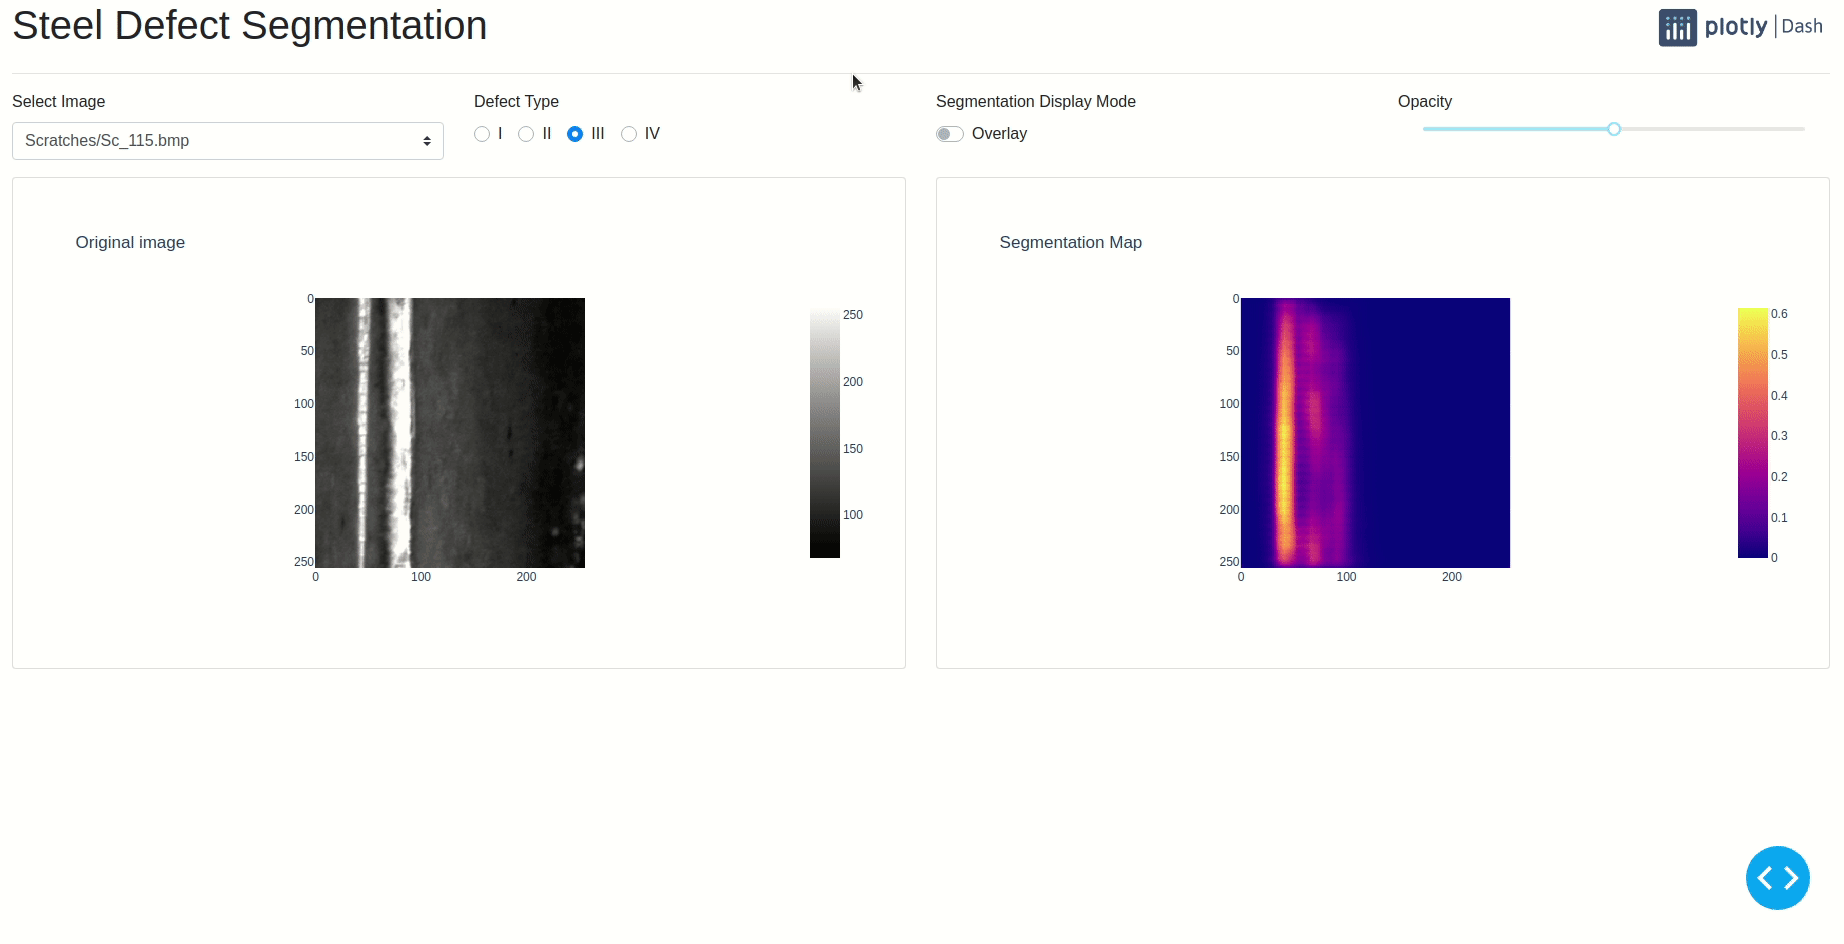 Steel Defect Segmentation
plotly | Dash
Select Image
Defect Type
Segmentation Display Mode
Opacity
Scratches/Sc_115.bmp
I II III IV
Overlay
Original image
0
50
100
150
200
250
0 100 200
250
200
150
100
Segmentation Map
0
50
100
150
200
250
0 100 200
0.6
0.5
0.4
0.3
0.2
0.1
0